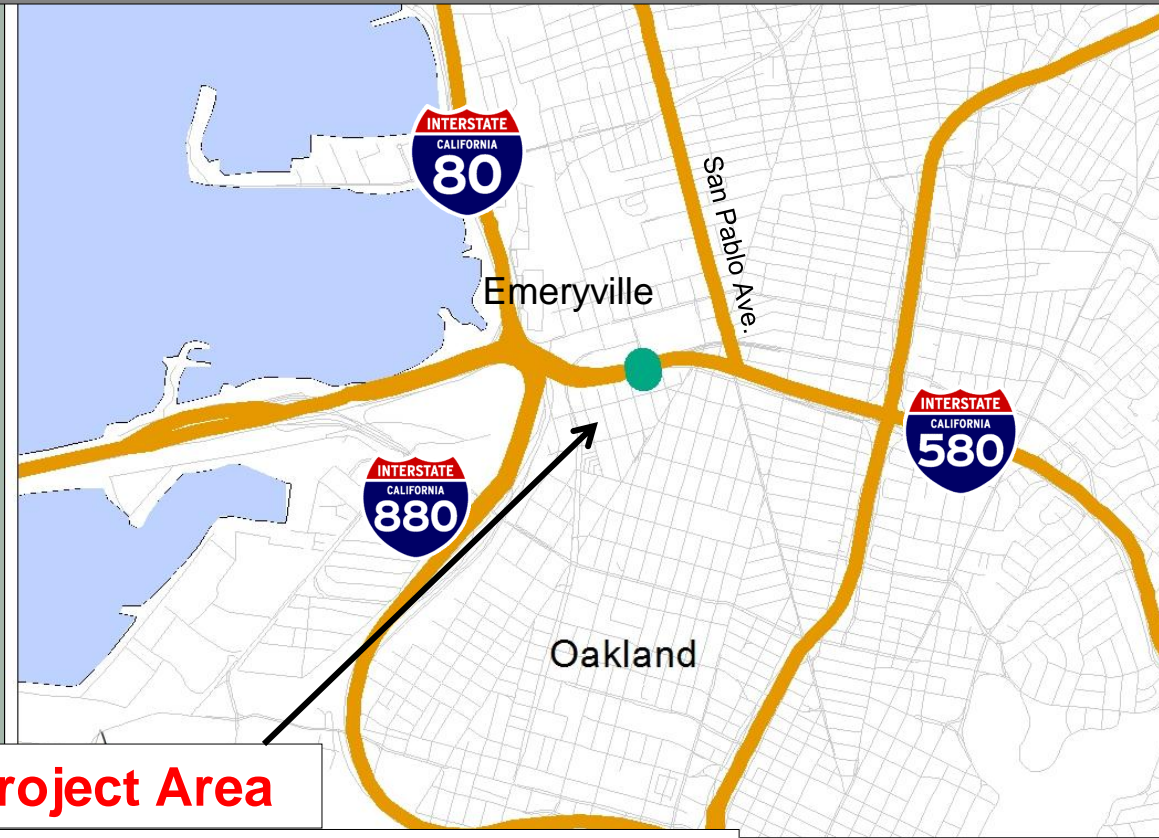 INTERSTATE
CALIFORNIA
80
San Pablo Ave.
Emeryville
INTERSTATE
CALIFORNIA
580
INTERSTATE
CALIFORNIA
880
Oakland
roject Area